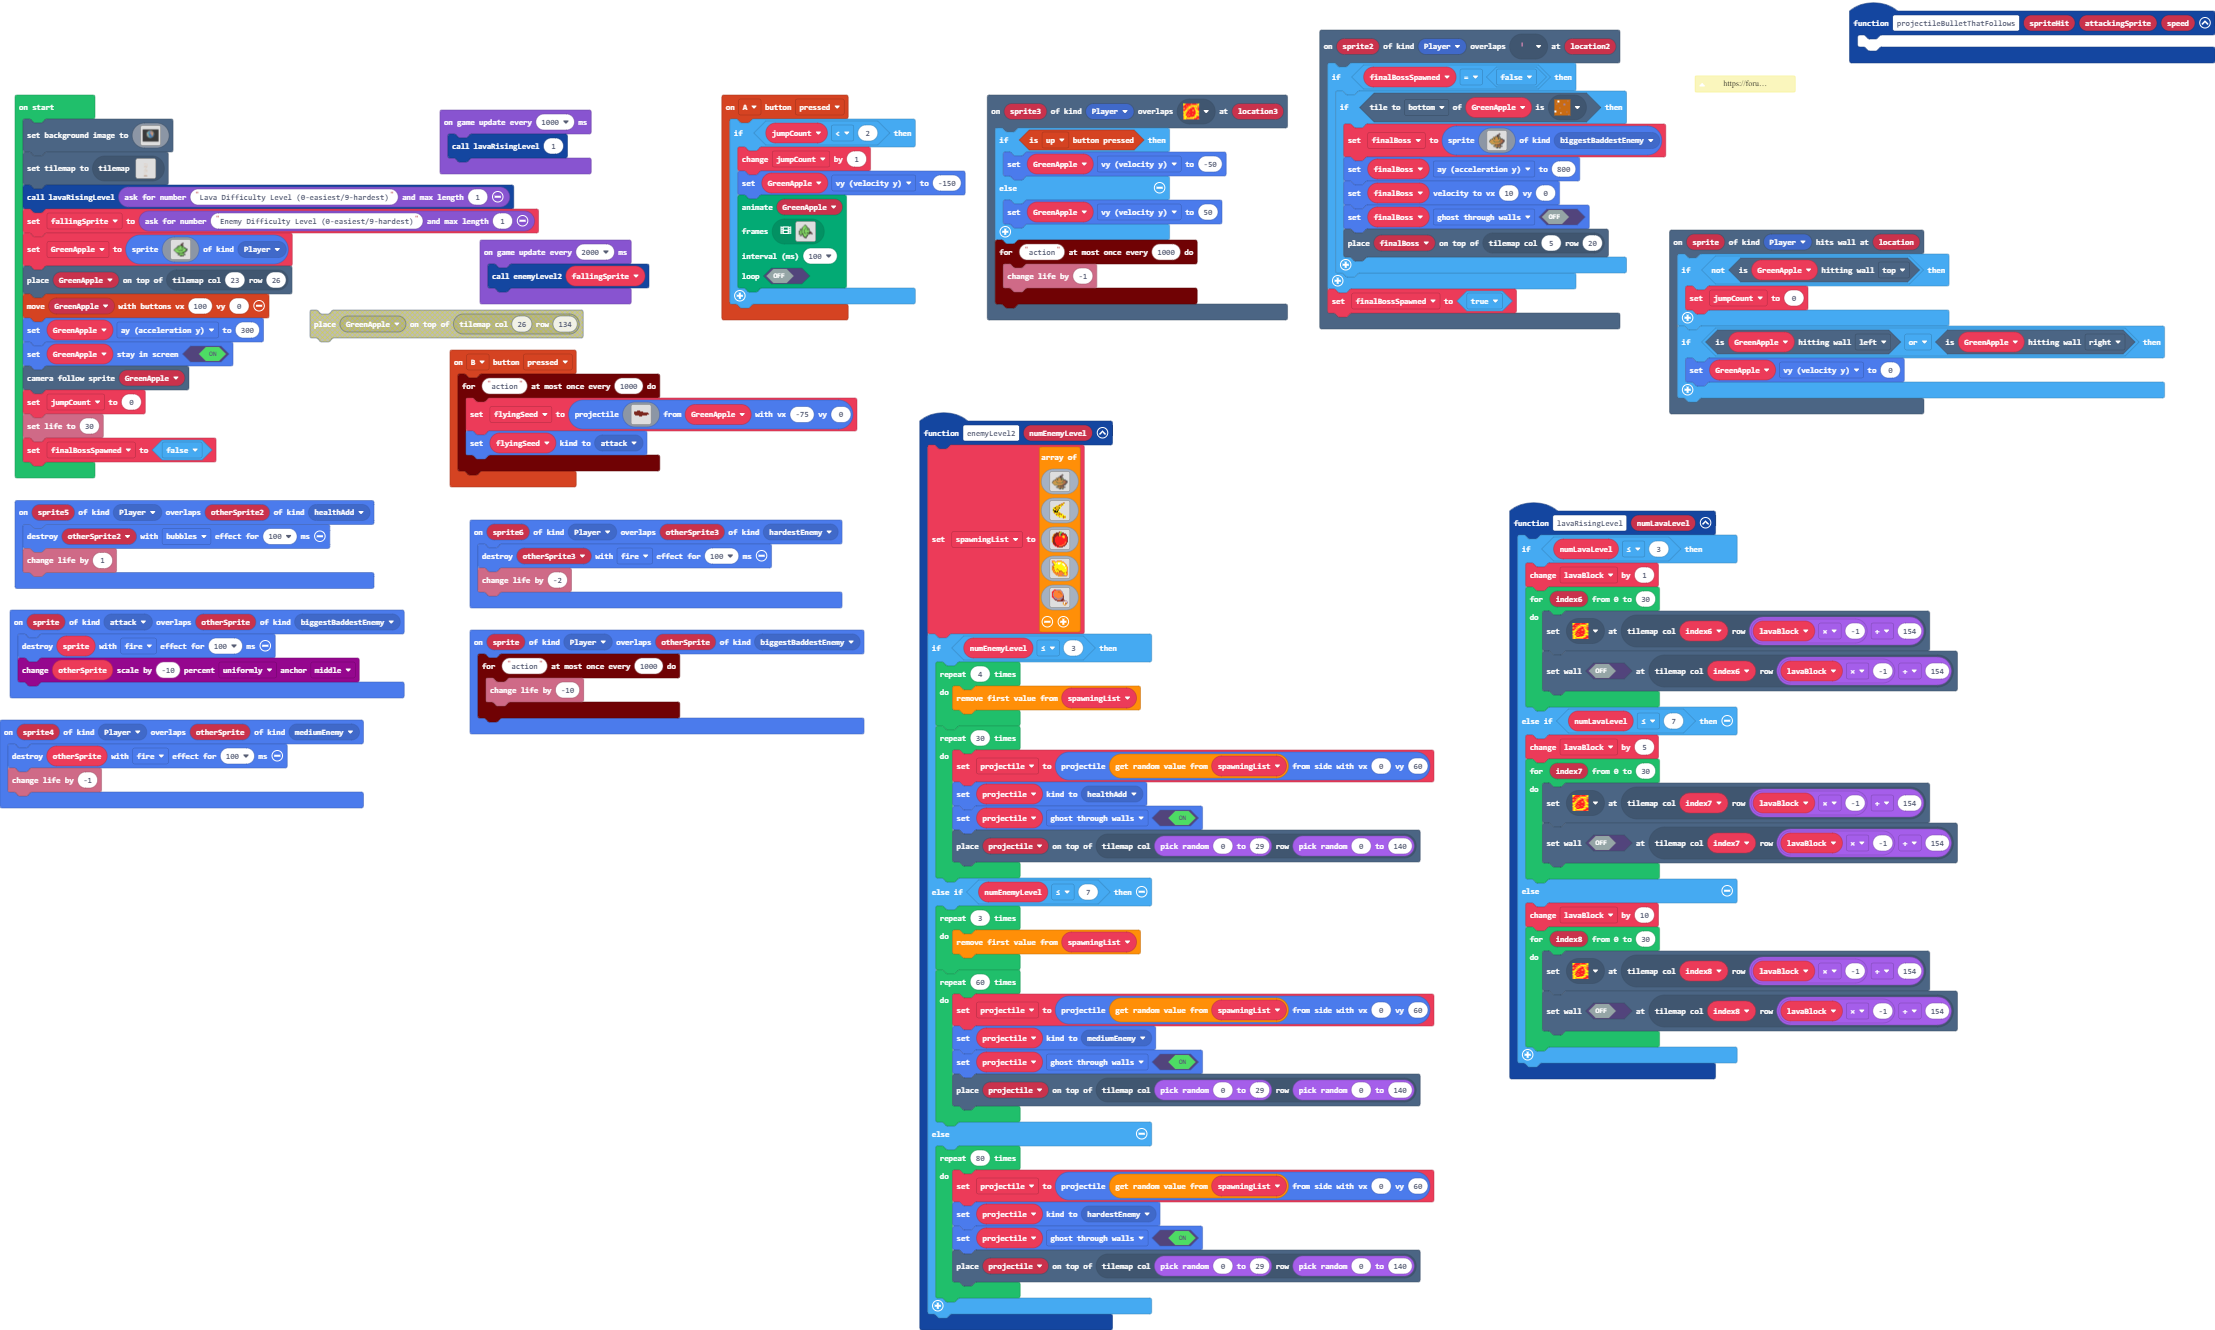 on start
set background image to
set tilemap to tilemap
call lavaRisingLevel ask for number "Lava Difficulty Level (0-easiest/9-hardest)" and max length 1
set fallingSprite to ask for number "Enemy Difficulty Level (0-easiest/9-hardest)" and max length 1
set GreenApple to sprite of kind Player
place GreenApple on top of tilemap col 23 row 26
move GreenApple with buttons vx 100 vy 0
set GreenApple ay (acceleration y) to 300
set GreenApple stay in screen ON
camera follow sprite GreenApple
set jumpCount to 0
set life to 30
set finalBossSpawned to false
on game update every 1000 ms
call lavaRisingLevel 1
on game update every 2000 ms
call enemyLevel2 fallingSprite
place GreenApple on top of tilemap col 26 row 134
on B button pressed
for "action" at most once every 1000 do
set flyingSeed to projectile from GreenApple with vx -75 vy 0
set flyingSeed kind to attack
on A button pressed
if jumpCount < 2 then
change jumpCount by 1
set GreenApple vy (velocity y) to -150
animate GreenApple
frames
interval (ms) 100
loop OFF
on sprite3 of kind Player overlaps at location3
if is up button pressed then
set GreenApple vy (velocity y) to -50
else
set GreenApple vy (velocity y) to 50
for "action" at most once every 1000 do
change life by -1
on sprite2 of kind Player overlaps at location2
if finalBossSpawned = false then
if tile to bottom of GreenApple is then
set finalBoss to sprite of kind biggestBaddestEnemy
set finalBoss ay (acceleration y) to 800
set finalBoss velocity to vx 10 vy 0
set finalBoss ghost through walls OFF
place finalBoss on top of tilemap col 5 row 20
set finalBossSpawned to true
function projectileBulletThatFollows spriteHit attackingSprite speed
https://foru...
on sprite of kind Player hits wall at location
if not is GreenApple hitting wall top then
set jumpCount to 0
if is GreenApple hitting wall left or is GreenApple hitting wall right then
set GreenApple vy (velocity y) to 0
on sprite5 of kind Player overlaps otherSprite2 of kind healthAdd
destroy otherSprite2 with bubbles effect for 100 ms
change life by 1
on sprite of kind attack overlaps otherSprite of kind biggestBaddestEnemy
destroy sprite with fire effect for 100 ms
change otherSprite scale by -10 percent uniformly anchor middle
on sprite4 of kind Player overlaps otherSprite of kind mediumEnemy
destroy otherSprite with fire effect for 100 ms
change life by -1
on sprite6 of kind Player overlaps otherSprite3 of kind hardestEnemy
destroy otherSprite3 with fire effect for 100 ms
change life by -2
on sprite of kind Player overlaps otherSprite of kind biggestBaddestEnemy
for "action" at most once every 1000 do
change life by -10
function enemyLevel2 numEnemyLevel
array of
set spawningList to
if numEnemyLevel ≤ 3 then
repeat 4 times
do remove first value from spawningList
repeat 30 times
do set projectile to projectile get random value from spawningList from side with vx 0 vy 60
set projectile kind to healthAdd
set projectile ghost through walls ON
place projectile on top of tilemap col pick random 0 to 29 row pick random 0 to 140
else if numEnemyLevel ≤ 7 then
repeat 3 times
do remove first value from spawningList
repeat 60 times
do set projectile to projectile get random value from spawningList from side with vx 0 vy 60
set projectile kind to mediumEnemy
set projectile ghost through walls ON
place projectile on top of tilemap col pick random 0 to 29 row pick random 0 to 140
else
repeat 80 times
do set projectile to projectile get random value from spawningList from side with vx 0 vy 60
set projectile kind to hardestEnemy
set projectile ghost through walls ON
place projectile on top of tilemap col pick random 0 to 29 row pick random 0 to 140
function lavaRisingLevel numLavaLevel
if numLavaLevel ≤ 3 then
change lavaBlock by 1
for index6 from 0 to 30
do set at tilemap col index6 row lavaBlock × -1 + 154
set wall OFF at tilemap col index6 row lavaBlock × -1 + 154
else if numLavaLevel ≤ 7 then
change lavaBlock by 5
for index7 from 0 to 30
do set at tilemap col index7 row lavaBlock × -1 + 154
set wall OFF at tilemap col index7 row lavaBlock × -1 + 154
else
change lavaBlock by 10
for index8 from 0 to 30
do set at tilemap col index8 row lavaBlock × -1 + 154
set wall OFF at tilemap col index8 row lavaBlock × -1 + 154